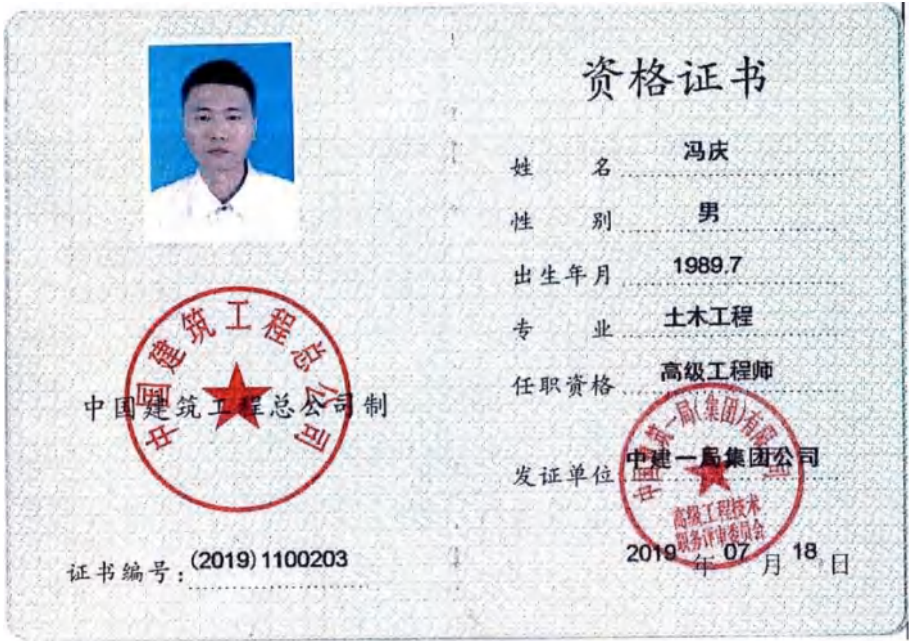 中国建筑工程总公司
中国建筑工程总公司制
证书编号:(2019)1100203
资格证书
姓 名 冯庆
性 别 男
出生年月 1989.7
专 业 土木工程
任职资格 高级工程师
发证单位 中建一局集团公司
中国建筑一局(集团)有限公司
高级工程技术
职务评审委员会
2019 年 07 月 18 日